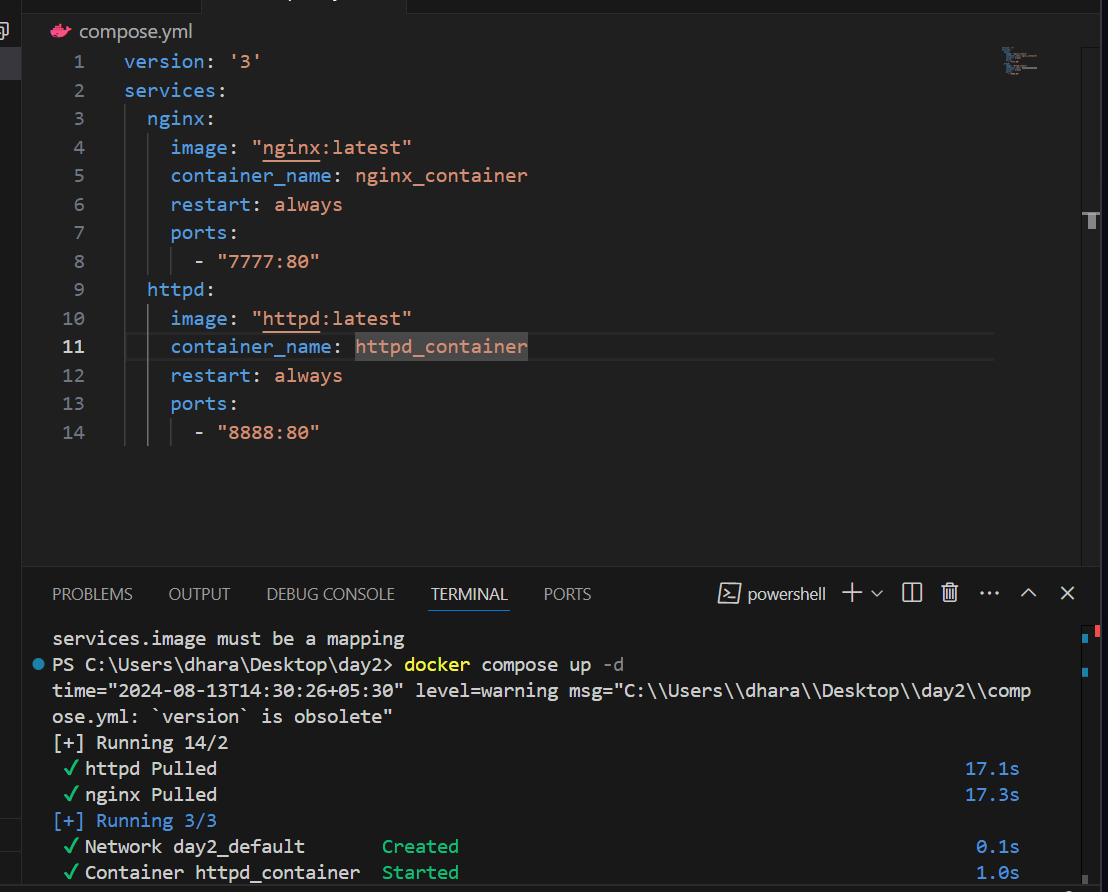 compose.yml
1 version: '3'
2 services:
3 nginx:
4 image: "nginx:latest"
5 container_name: nginx_container
6 restart: always
7 ports:
8 - "7777:80"
9 httpd:
10 image: "httpd:latest"
11 container_name: httpd_container
12 restart: always
13 ports:
14 - "8888:80"
PROBLEMS OUTPUT DEBUG CONSOLE TERMINAL PORTS powershell
services.image must be a mapping
PS C:\Users\dhara\Desktop\day2> docker compose up -d
time="2024-08-13T14:30:26+05:30" level=warning msg="C:\\Users\\dhara\\Desktop\\day2\\comp
ose.yml: `version` is obsolete"
[+] Running 14/2
✓ httpd Pulled 17.1s
✓ nginx Pulled 17.3s
[+] Running 3/3
✓ Network day2_default Created 0.1s
✓ Container httpd_container Started 1.0s